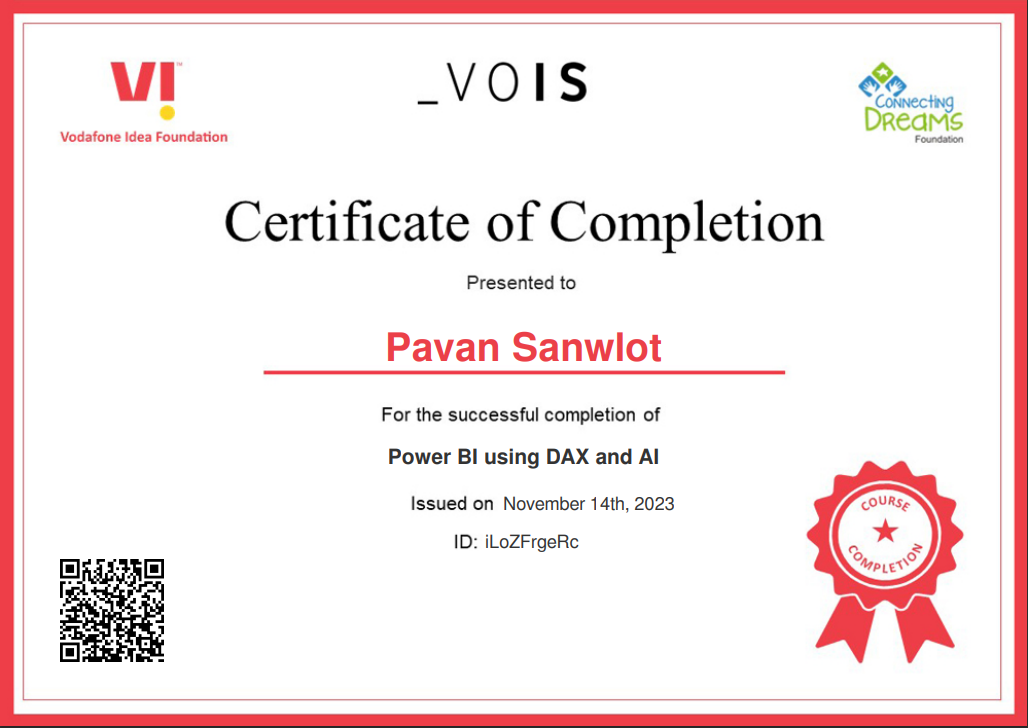 VI™
Vodafone Idea Foundation
_VOIS
Connecting
Dreams
Foundation
Certificate of Completion
Presented to
Pavan Sanwlot
For the successful completion of
Power BI using DAX and AI
Issued on November 14th, 2023
ID: iLoZFrgeRc
COURSE
COMPLETION